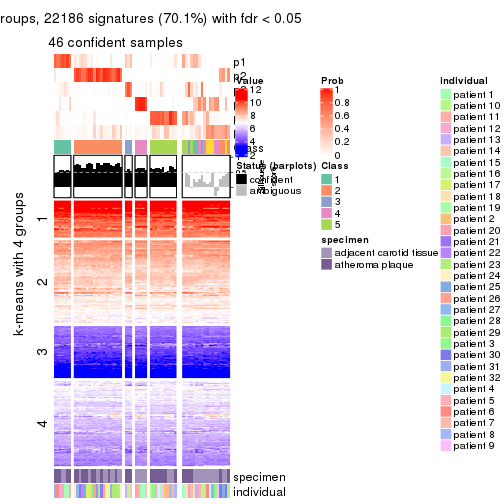 roups, 22186 signatures (70.1%) with fdr < 0.05
46 confident samples
p1
p2
Value
12
10
8
6
4
2
Prob
1
0.8
0.6
0.4
0.2
0
Status (barplots)
confident
ambiguous
Class
1
2
3
4
5
specimen
adjacent carotid tissue
atheroma plaque
individual
patient 1
patient 10
patient 11
patient 12
patient 13
patient 14
patient 15
patient 16
patient 17
patient 18
patient 19
patient 2
patient 20
patient 21
patient 22
patient 23
patient 24
patient 25
patient 26
patient 27
patient 28
patient 29
patient 3
patient 30
patient 31
patient 32
patient 4
patient 5
patient 6
patient 7
patient 8
patient 9
k-means with 4 groups
1
2
3
4
specimen
individual